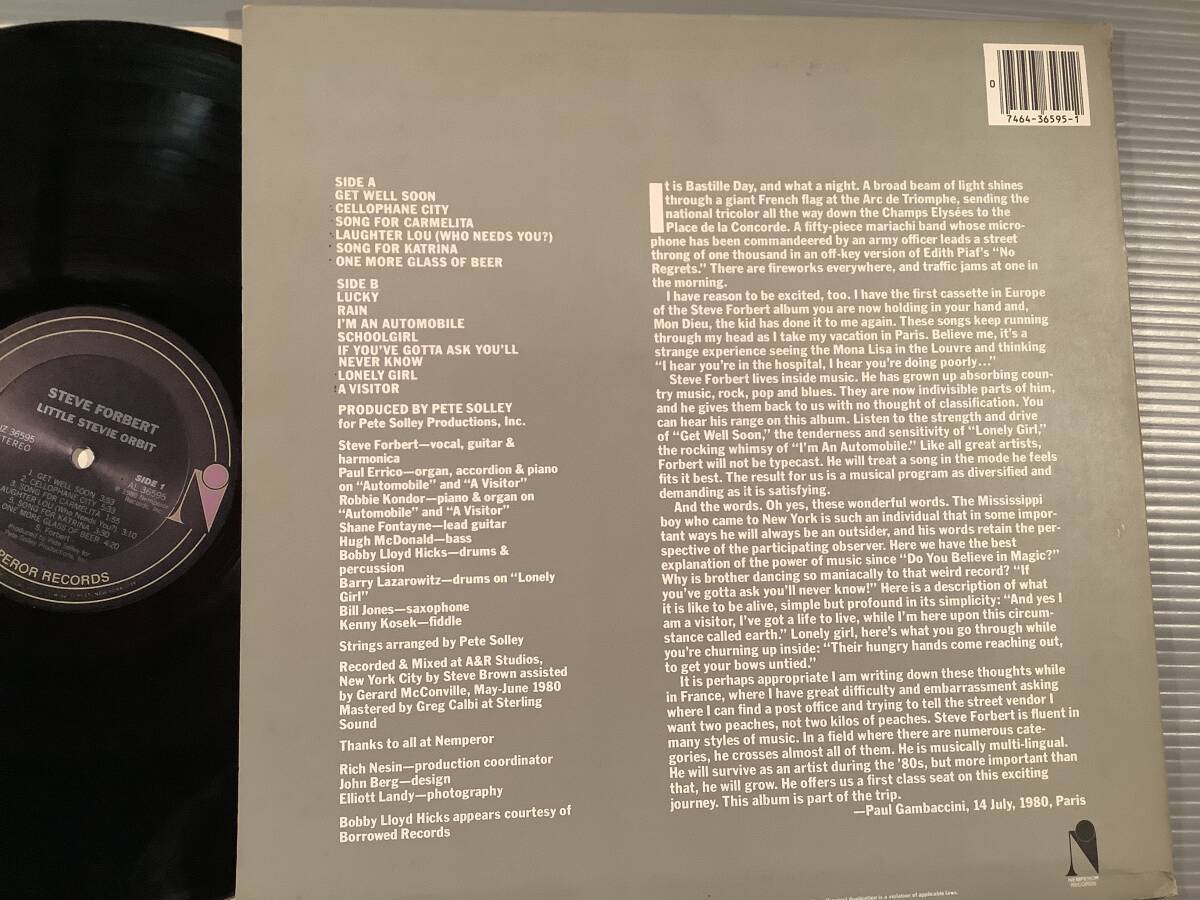 STEVE FORBERT
LITTLE STEVIE ORBIT
JZ 36595
STEREO
SIDE 1
AL 36595
1. GET WELL SOON 3:53
2. CELLOPHANE CITY 5:33
3. SONG FOR CARMELITA 1:55
LAUGHTER LOU (Who Needs You?) 3:10
5. SONG FOR KATRINA 3:30
ONE MORE GLASS OF BEER 4:20
S. Forbert
Produced by Pete Solley for
Pete Solley Productions, Inc.
PEROR RECORDS
0
7464-36595-1
SIDE A
GET WELL SOON
CELLOPHANE CITY
SONG FOR CARMELITA
LAUGHTER LOU (WHO NEEDS YOU?)
SONG FOR KATRINA
ONE MORE GLASS OF BEER
SIDE B
LUCKY
RAIN
I'M AN AUTOMOBILE
SCHOOLGIRL
IF YOU'VE GOTTA ASK YOU'LL
NEVER KNOW
LONELY GIRL
A VISITOR
PRODUCED BY PETE SOLLEY
for Pete Solley Productions, Inc.
Steve Forbert—vocal, guitar &
harmonica
Paul Errico—organ, accordion & piano
on "Automobile" and "A Visitor"
Robbie Kondor—piano & organ on
"Automobile" and "A Visitor"
Shane Fontayne—lead guitar
Hugh McDonald—bass
Bobby Lloyd Hicks—drums &
percussion
Barry Lazarowitz—drums on "Lonely
Girl"
Bill Jones—saxophone
Kenny Kosek—fiddle
Strings arranged by Pete Solley
Recorded & Mixed at A&R Studios,
New York City by Steve Brown assisted
by Gerard McConville, May-June 1980
Mastered by Greg Calbi at Sterling
Sound
Thanks to all at Nemperor
Rich Nesin—production coordinator
John Berg—design
Elliott Landy—photography
Bobby Lloyd Hicks appears courtesy of
Borrowed Records
It is Bastille Day, and what a night. A broad beam of light shines
through a giant French flag at the Arc de Triomphe, sending the
national tricolor all the way down the Champs Elysées to the
Place de la Concorde. A fifty-piece mariachi band whose micro-
phone has been commandeered by an army officer leads a street
throng of one thousand in an off-key version of Edith Piaf's "No
Regrets." There are fireworks everywhere, and traffic jams at one in
the morning.
I have reason to be excited, too. I have the first cassette in Europe
of the Steve Forbert album you are now holding in your hand and,
Mon Dieu, the kid has done it to me again. These songs keep running
through my head as I take my vacation in Paris. Believe me, it's a
strange experience seeing the Mona Lisa in the Louvre and thinking
"I hear you're in the hospital, I hear you're doing poorly..."
Steve Forbert lives inside music. He has grown up absorbing coun-
try music, rock, pop and blues. They are now indivisible parts of him,
and he gives them back to us with no thought of classification. You
can hear his range on this album. Listen to the strength and drive
of "Get Well Soon," the tenderness and sensitivity of "Lonely Girl,"
the rocking whimsy of "I'm An Automobile." Like all great artists,
Forbert will not be typecast. He will treat a song in the mode he feels
fits it best. The result for us is a musical program as diversified and
demanding as it is satisfying.
And the words. Oh yes, these wonderful words. The Mississippi
boy who came to New York is such an individual that in some impor-
tant ways he will always be an outsider, and his words retain the per-
spective of the participating observer. Here we have the best
explanation of the power of music since "Do You Believe in Magic?"
Why is brother dancing so maniacally to that weird record? "If
you've gotta ask you'll never know!" Here is a description of what
it is like to be alive, simple but profound in its simplicity: "And yes I
am a visitor, I've got a life to live, while I'm here upon this circum-
stance called earth." Lonely girl, here's what you go through while
you're churning up inside: "Their hungry hands come reaching out,
to get your bows untied."
It is perhaps appropriate I am writing down these thoughts while
in France, where I have great difficulty and embarrassment asking
where I can find a post office and trying to tell the street vendor I
want two peaches, not two kilos of peaches. Steve Forbert is fluent in
many styles of music. In a field where there are numerous cate-
gories, he crosses almost all of them. He is musically multi-lingual.
He will survive as an artist during the '80s, but more important than
that, he will grow. He offers us a first class seat on this exciting
journey. This album is part of the trip.
—Paul Gambaccini, 14 July, 1980, Paris
NEMPEROR
RECORDS
duplication is a violation of applicable laws.